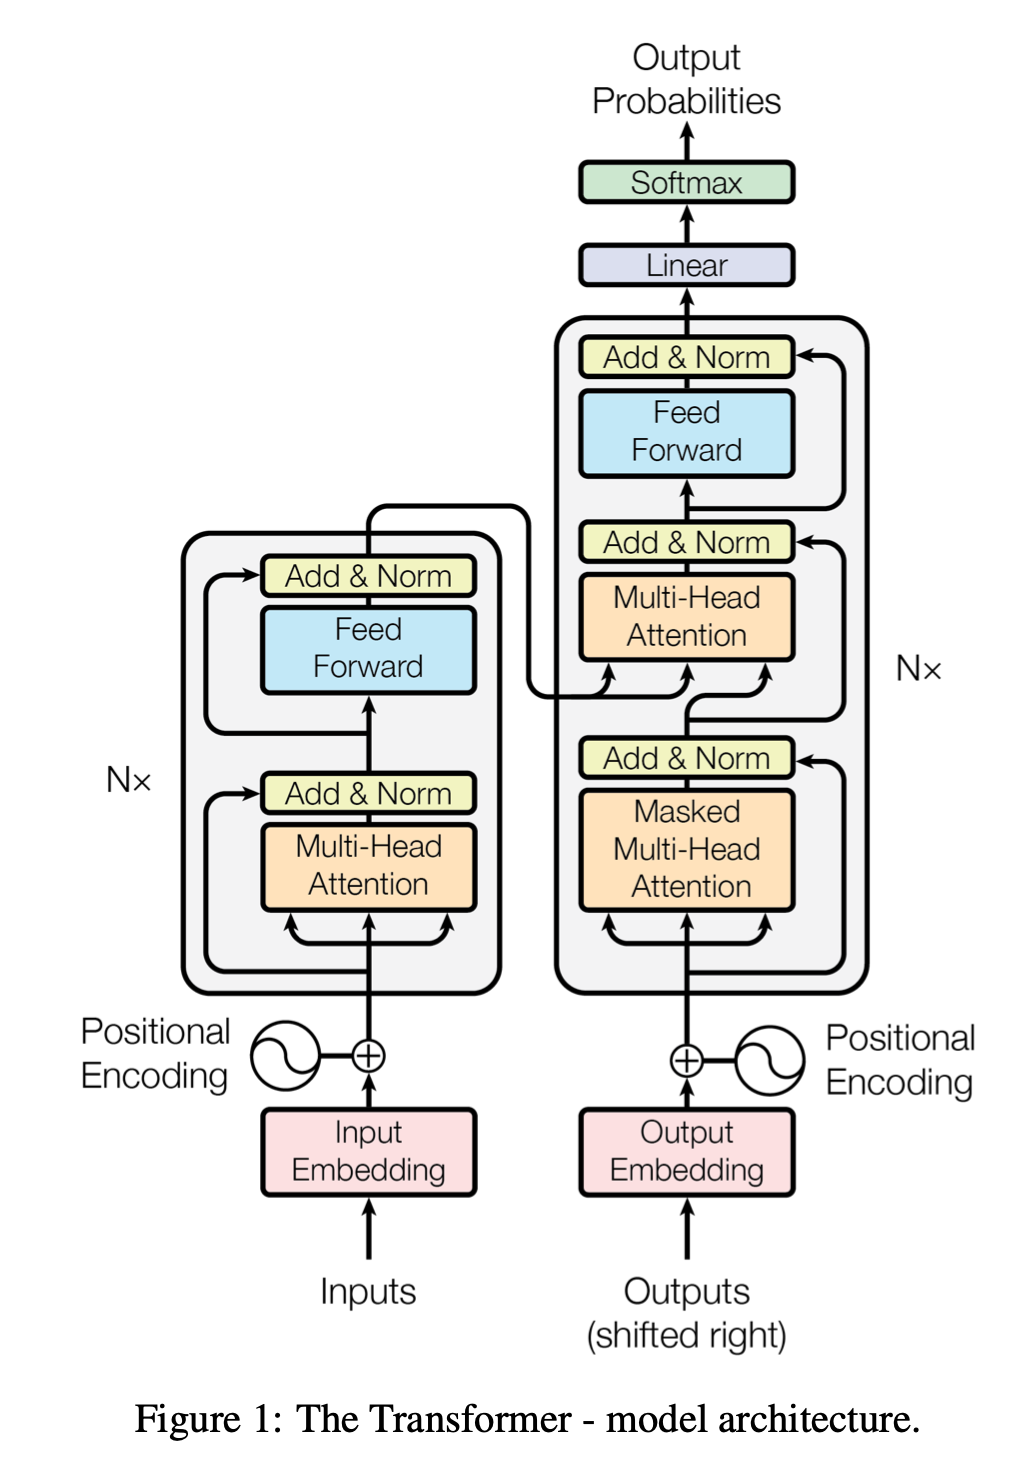 Output
Probabilities
Softmax
Linear
Add & Norm
Feed
Forward
Add & Norm
Multi-Head
Attention
Add & Norm
Masked
Multi-Head
Attention
N×
Add & Norm
Feed
Forward
Add & Norm
Multi-Head
Attention
N×
Positional
Encoding
Positional
Encoding
Input
Embedding
Output
Embedding
Inputs
Outputs
(shifted right)
Figure 1: The Transformer - model architecture.